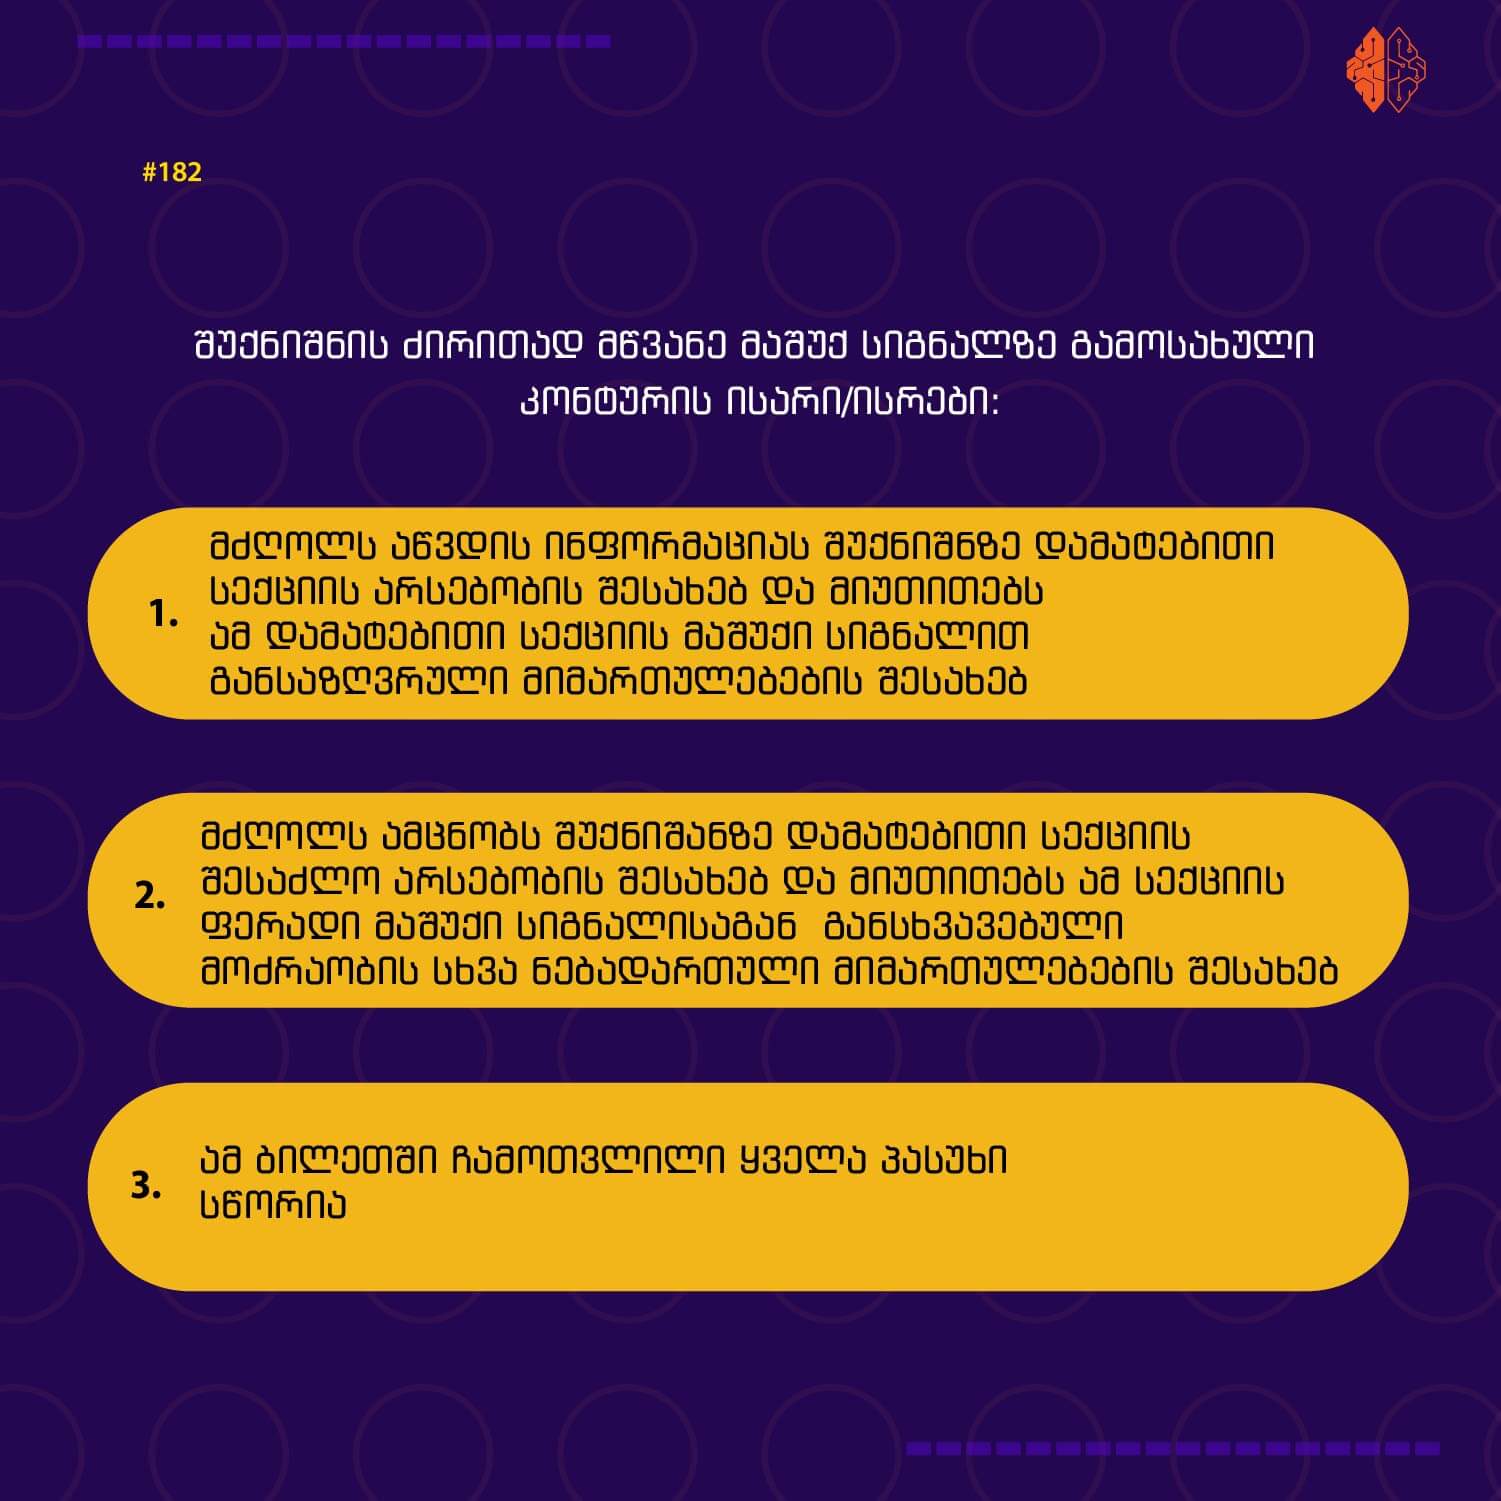 #182
შუქნიშნის ძირითად მწვანე მაშუქ სიგნალზე გამოსახული
კონტურის ისარი/ისრები:
1.
მძღოლს აწვდის ინფორმაციას შუქნიშნზე დამატებითი
სექციის არსებობის შესახებ და მიუთითებს
ამ დამატებითი სექციის მაშუქი სიგნალით
განსაზღვრული მიმართულებების შესახებ
2.
მძღოლს ამცნობს შუქნიშანზე დამატებითი სექციის
შესაძლო არსებობის შესახებ და მიუთითებს ამ სექციის
ფერადი მაშუქი სიგნალისაგან განსხვავებული
მოძრაობის სხვა ნებადართული მიმართულებების შესახებ
3.
ამ ბილეთში ჩამოთვლილი ყველა პასუხი
სწორია